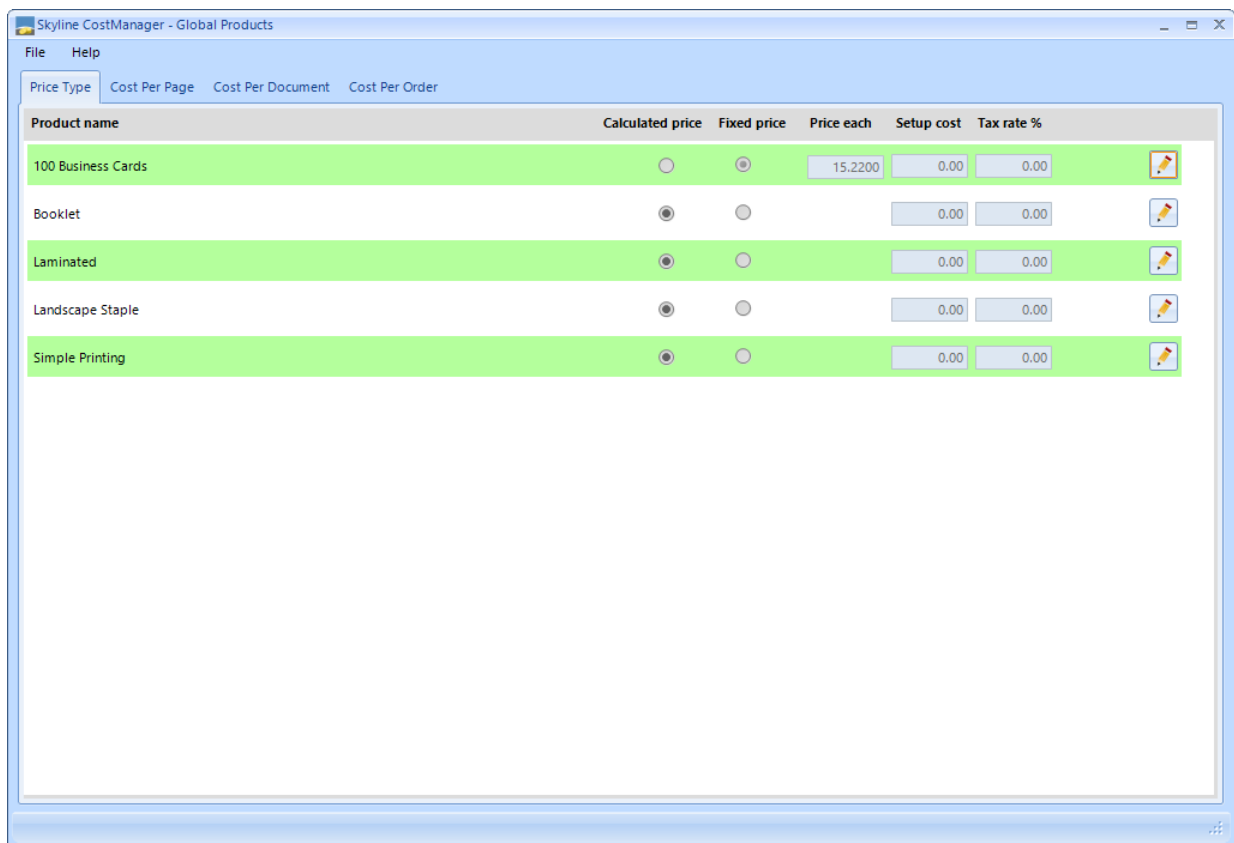 Skyline CostManager - Global Products
File Help
Price Type Cost Per Page Cost Per Document Cost Per Order
Product name Calculated price Fixed price Price each Setup cost Tax rate %
100 Business Cards 15.2200 0.00 0.00
Booklet 0.00 0.00
Laminated 0.00 0.00
Landscape Staple 0.00 0.00
Simple Printing 0.00 0.00